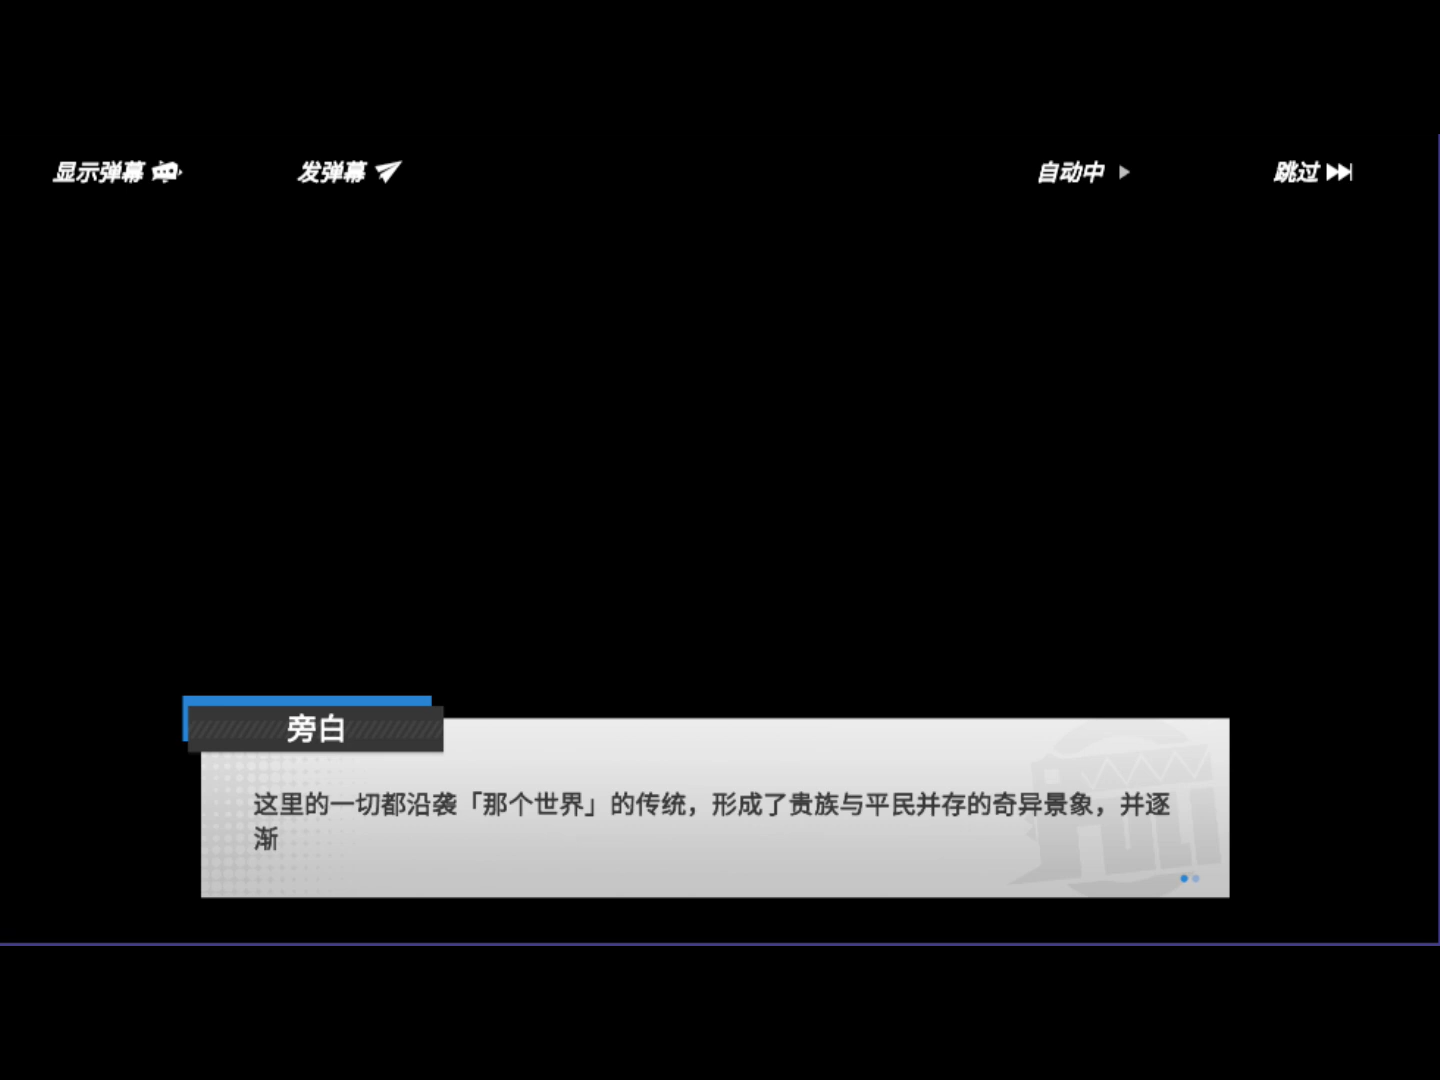 显示弹幕
发弹幕
自动中
跳过
旁白
这里的一切都沿袭「那个世界」的传统，形成了贵族与平民并存的奇异景象，并逐
渐